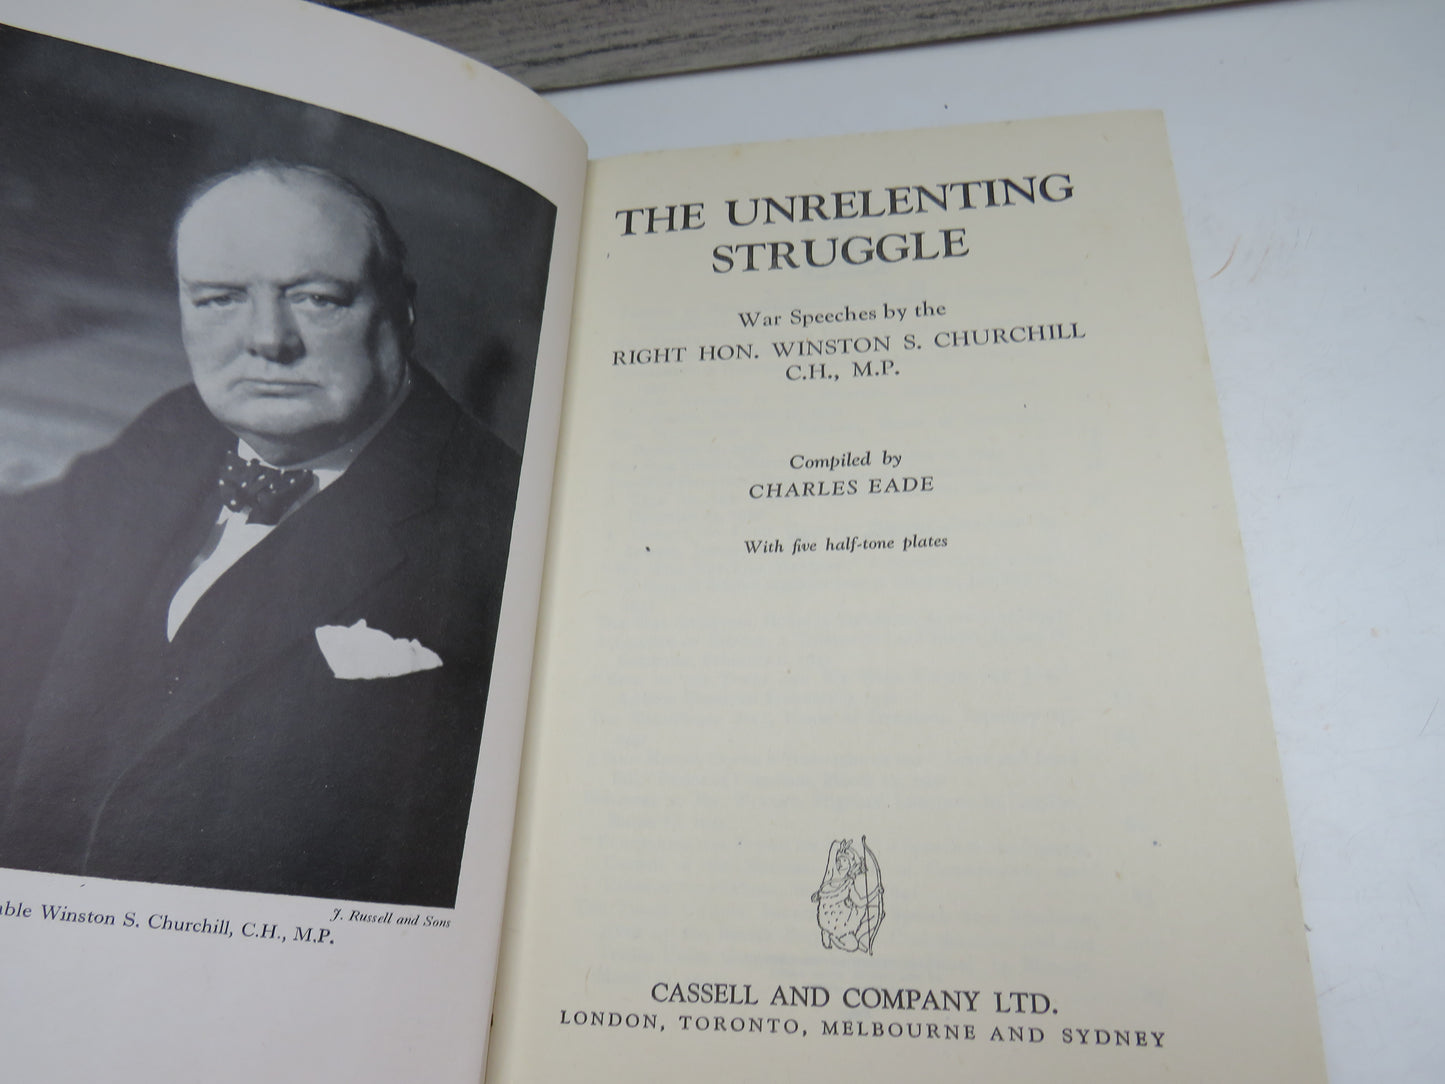 J. Russell and Sons
Winston S. Churchill, C.H., M.P.
THE UNRELENTING
STRUGGLE
War Speeches by the
RIGHT HON. WINSTON S. CHURCHILL
C.H., M.P.
Compiled by
CHARLES EADE
With five half-tone plates
CASSELL AND COMPANY LTD.
LONDON, TORONTO, MELBOURNE AND SYDNEY